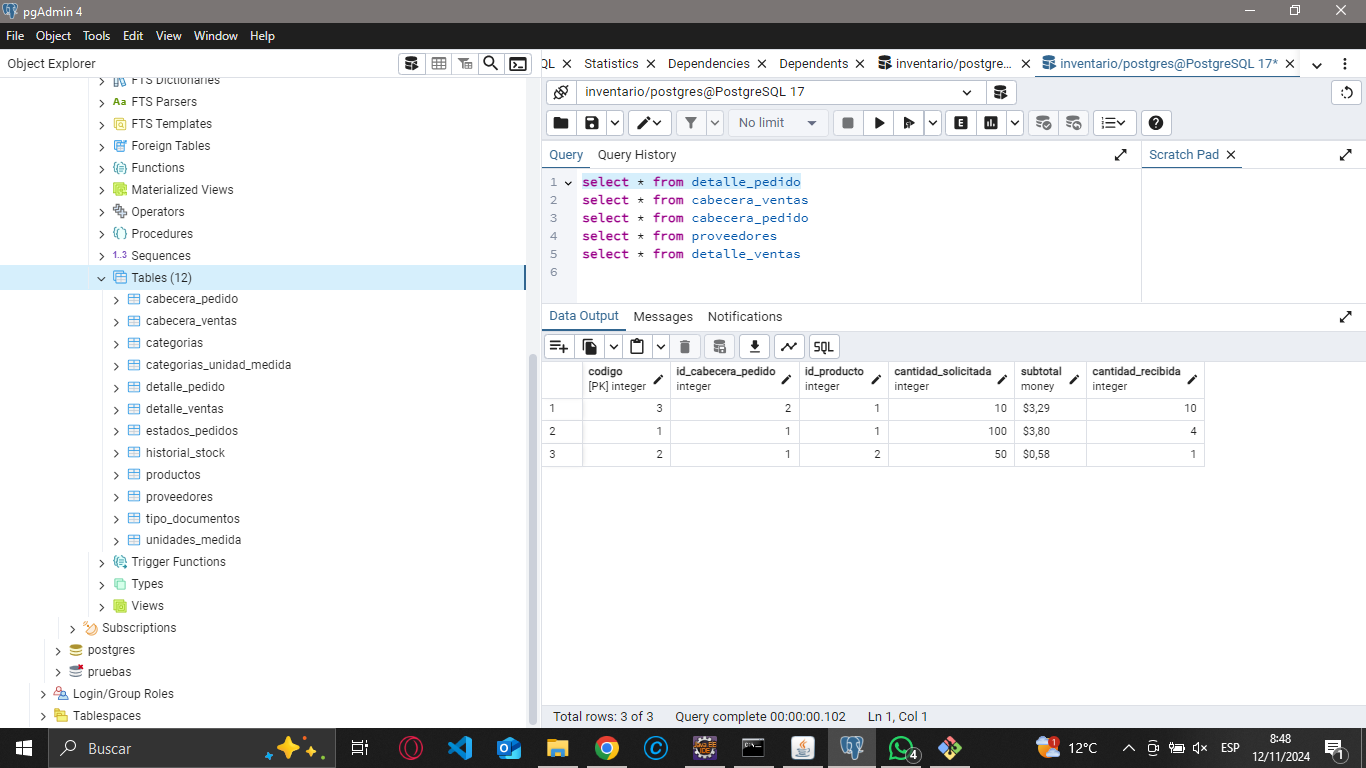 pgAdmin 4
File Object Tools Edit View Window Help
Object Explorer
FTS Dictionaries
Aa FTS Parsers
FTS Templates
Foreign Tables
Functions
Materialized Views
Operators
Procedures
1..3 Sequences
Tables (12)
cabecera_pedido
cabecera_ventas
categorias
categorias_unidad_medida
detalle_pedido
detalle_ventas
estados_pedidos
historial_stock
productos
proveedores
tipo_documentos
unidades_medida
Trigger Functions
Types
Views
Subscriptions
postgres
pruebas
Login/Group Roles
Tablespaces
QL Statistics Dependencies Dependents inventario/postgre... inventario/postgres@PostgreSQL 17*
inventario/postgres@PostgreSQL 17
No limit
Query Query History
Scratch Pad
1 select * from detalle_pedido
2 select * from cabecera_ventas
3 select * from cabecera_pedido
4 select * from proveedores
5 select * from detalle_ventas
6
Data Output Messages Notifications
SQL
codigo id_cabecera_pedido id_producto cantidad_solicitada subtotal cantidad_recibida
[PK] integer integer integer integer money integer
1 3 2 1 10 $3,29 10
2 1 1 1 100 $3,80 4
3 2 1 2 50 $0,58 1
Total rows: 3 of 3 Query complete 00:00:00.102 Ln 1, Col 1
Buscar
4
1 12°C
ESP
8:48
12/11/2024
1